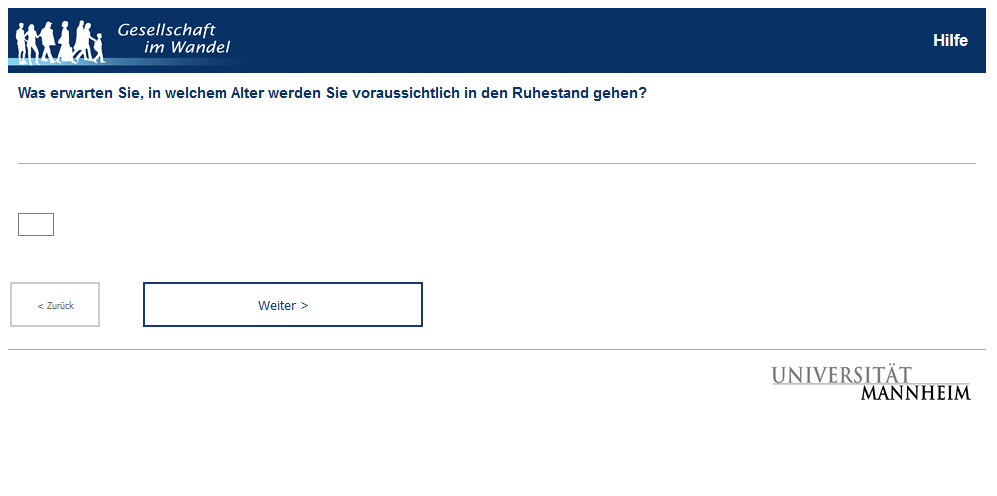 Gesellschaft
im Wandel
Hilfe
Was erwarten Sie, in welchem Alter werden Sie voraussichtlich in den Ruhestand gehen?
< Zurück
Weiter >
UNIVERSITÄT
MANNHEIM